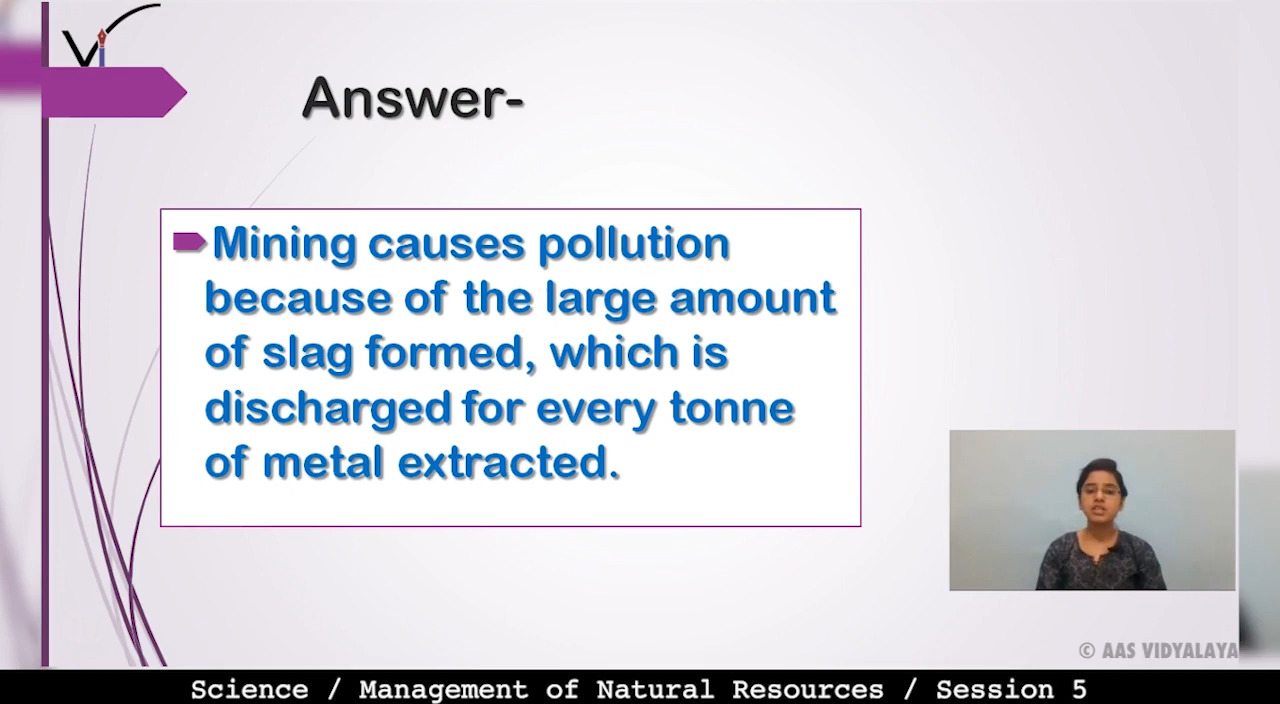 Vi
Answer-
Mining causes pollution
because of the large amount
of slag formed, which is
discharged for every tonne
of metal extracted.
© AAS VIDYALAYA
Science / Management of Natural Resources / Session 5